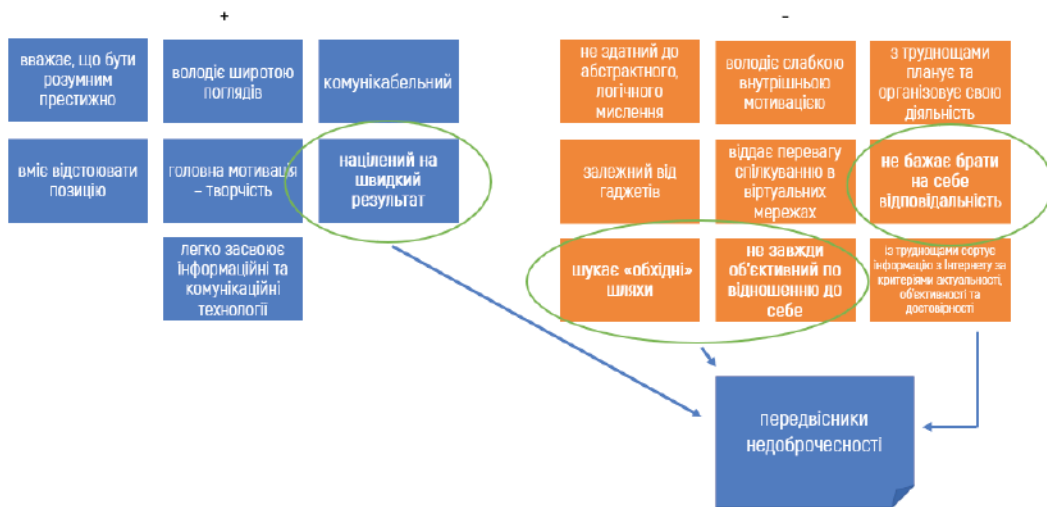 +
вважає, що бути
розумним
престижно
володіє широтою
поглядів
комунікабельний
вміє відстоювати
позицію
головна мотивація
– творчість
націлений на
швидкий
результат
легко засвоює
інформаційні та
комунікаційні
технології
-
не здатний до
абстрактного,
логічного
мислення
володіє слабкою
внутрішньою
мотивацією
з труднощами
планує та
організовує свою
діяльність
залежний від
гаджетів
віддає перевагу
спілкуванню в
віртуальних
мережах
не бажає брати
на себе
відповідальність
шукає «обхідні»
шляхи
не завжди
об'єктивний по
відношенню до
себе
із труднощами сортує
інформацію з Інтернету за
критеріями актуальності,
об'єктивності та
достовірності
передвісники
недоброчесності